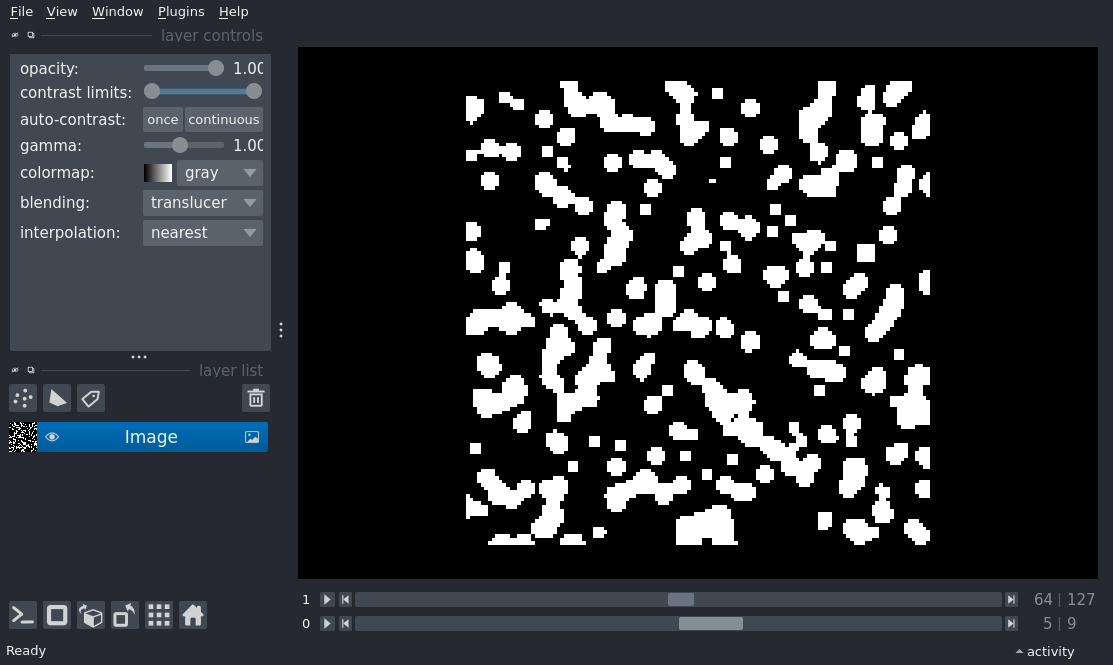 File View Window Plugins Help
layer controls
opacity: 1.00
contrast limits:
auto-contrast: once continuous
gamma: 1.00
colormap: gray
blending: translucer
interpolation: nearest
layer list
Image
1 64 | 127
0 5 | 9
Ready activity